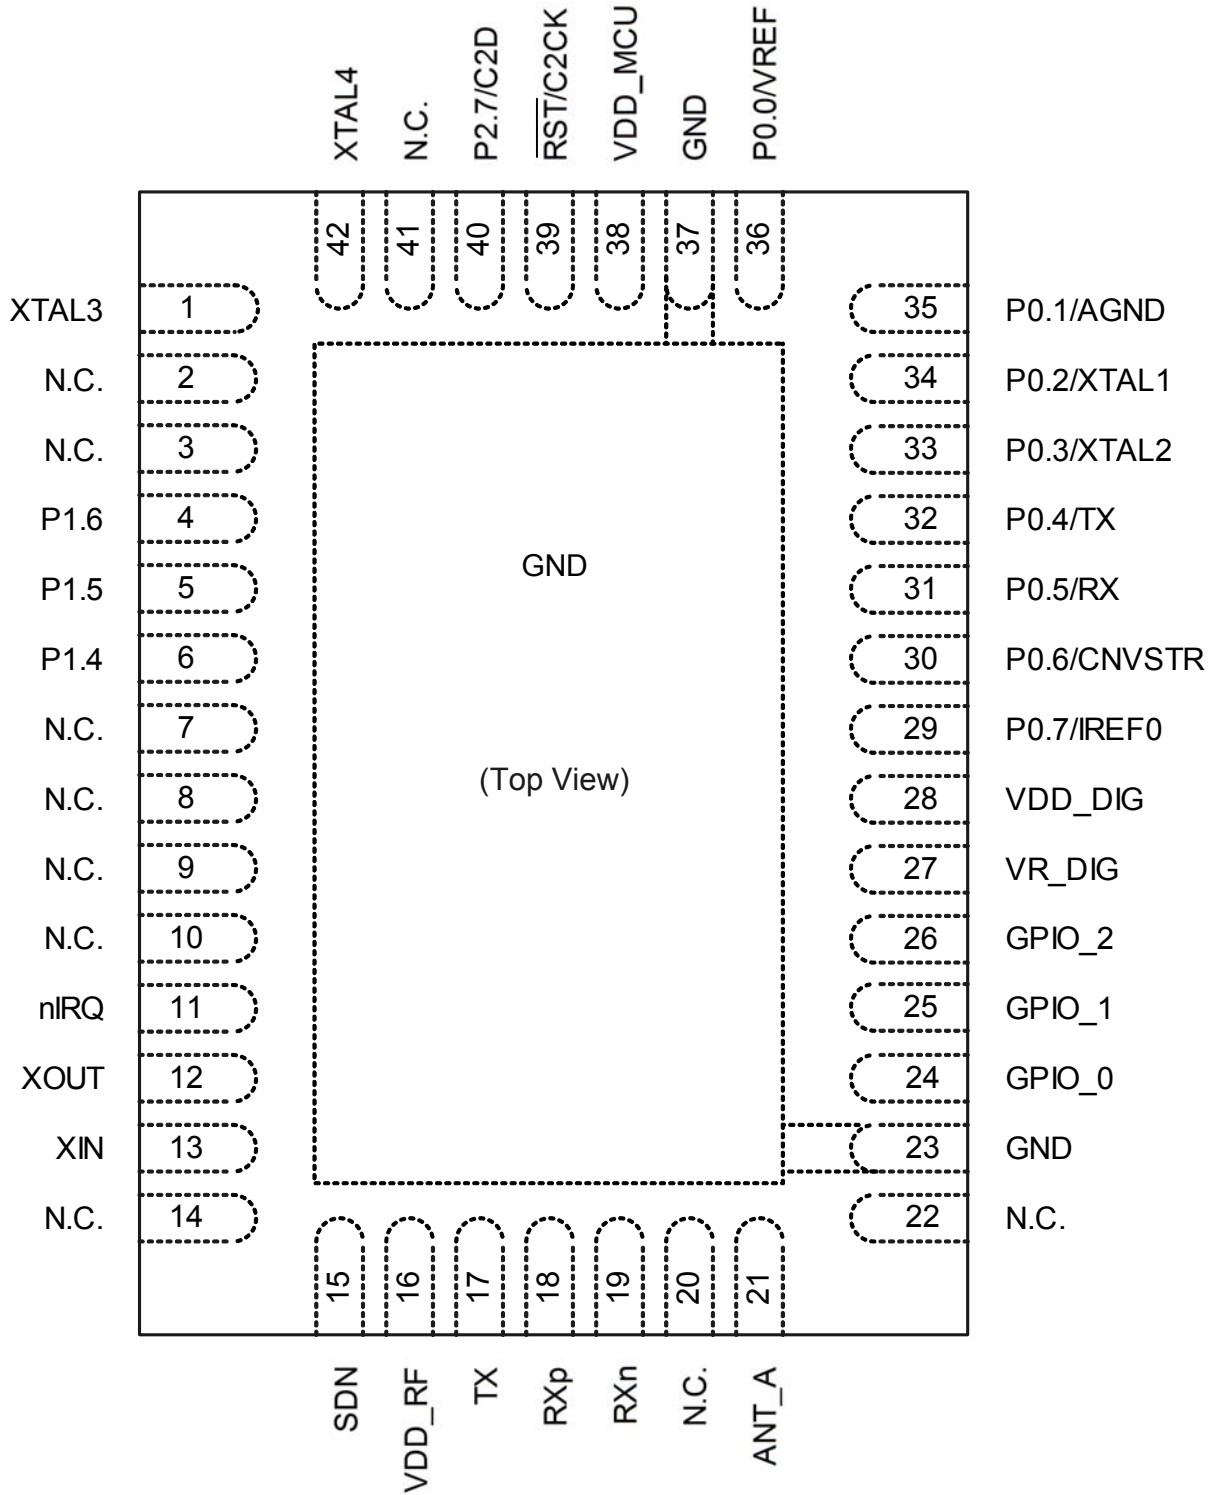 XTAL4
N.C.
P2.7/C2D
RST/C2CK
VDD_MCU
GND
P0.0/VREF
42
41
40
39
38
37
36
XTAL3 1 35 P0.1/AGND
N.C. 2 34 P0.2/XTAL1
N.C. 3 33 P0.3/XTAL2
P1.6 4 32 P0.4/TX
GND
P1.5 5 31 P0.5/RX
P1.4 6 30 P0.6/CNVSTR
N.C. 7 29 P0.7/IREF0
(Top View)
N.C. 8 28 VDD_DIG
N.C. 9 27 VR_DIG
N.C. 10 26 GPIO_2
nIRQ 11 25 GPIO_1
XOUT 12 24 GPIO_0
XIN 13 23 GND
N.C. 14 22 N.C.
15
16
17
18
19
20
21
SDN
VDD_RF
TX
RXp
RXn
N.C.
ANT_A